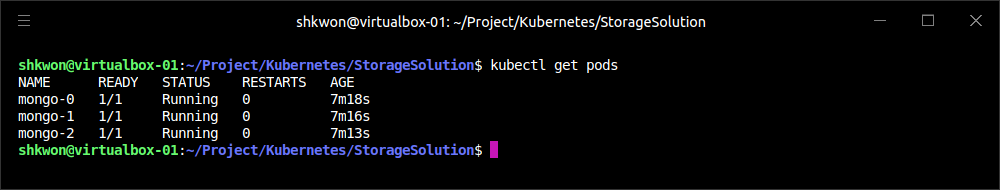 shkwon@virtualbox-01: ~/Project/Kubernetes/StorageSolution
shkwon@virtualbox-01:~/Project/Kubernetes/StorageSolution$ kubectl get pods
NAME READY STATUS RESTARTS AGE
mongo-0 1/1 Running 0 7m18s
mongo-1 1/1 Running 0 7m16s
mongo-2 1/1 Running 0 7m13s
shkwon@virtualbox-01:~/Project/Kubernetes/StorageSolution$